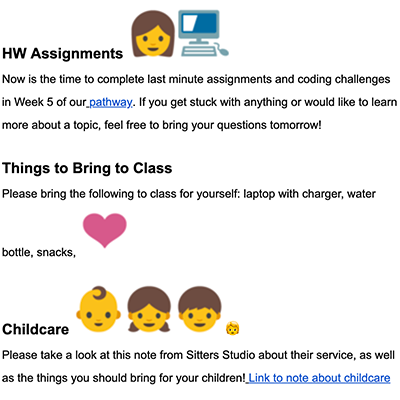 HW Assignments
Now is the time to complete last minute assignments and coding challenges
in Week 5 of our pathway. If you get stuck with anything or would like to learn
more about a topic, feel free to bring your questions tomorrow!
Things to Bring to Class
Please bring the following to class for yourself: laptop with charger, water
bottle, snacks,
Childcare
Please take a look at this note from Sitters Studio about their service, as well
as the things you should bring for your children! Link to note about childcare